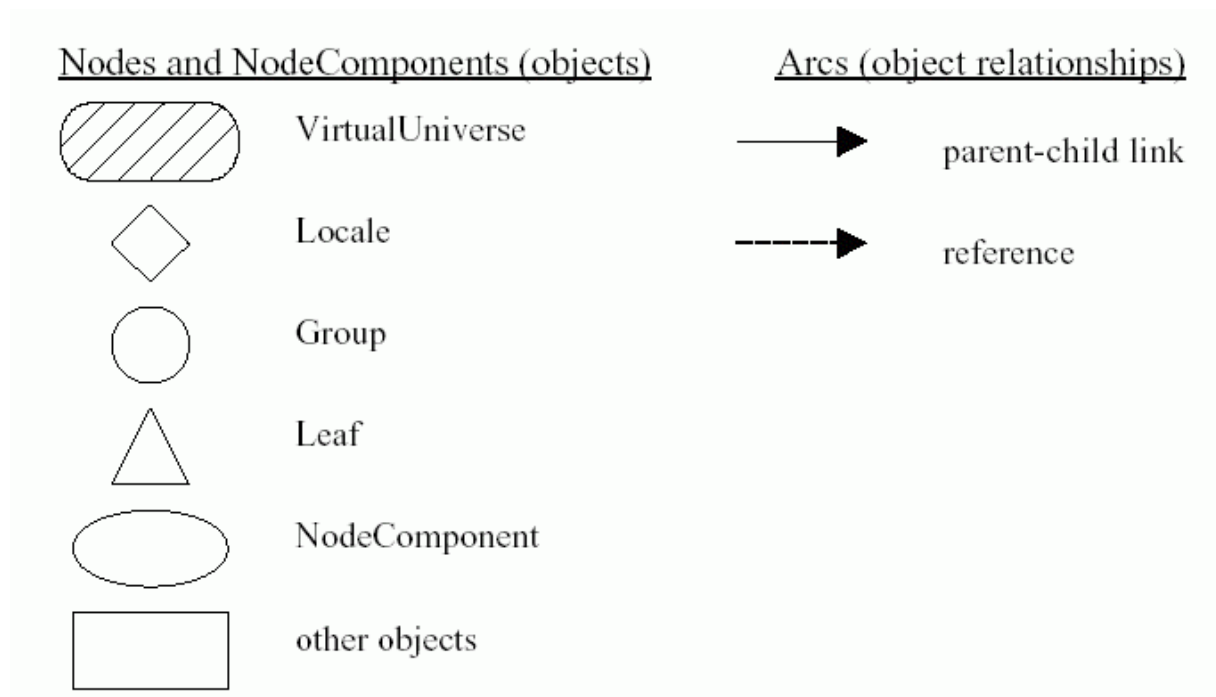 Nodes and NodeComponents (objects)
Arcs (object relationships)
VirtualUniverse
parent-child link
Locale
reference
Group
Leaf
NodeComponent
other objects